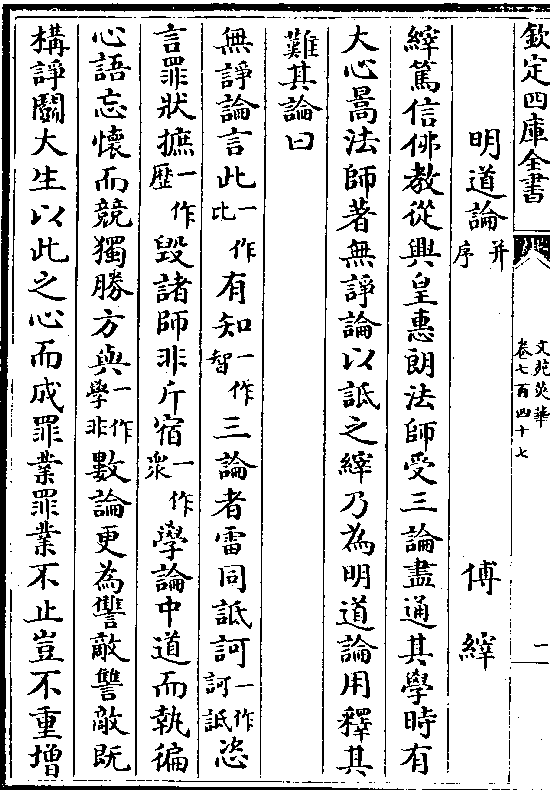 欽定四庫全書
文苑英華
卷七百四十七
一
明道論并序
傅縡
縡篤信佛教從興皇惠朗法師受三論盡通其學時有
大心暠法師著無諍論以詆之縡乃為明道論用釋其
難其論曰
無諍論言此一作比有知一作智三論者雷同詆訶一作訶詆恣
言罪狀摭一作歷毀諸師非斥宿一作衆學論中道而執徧
心語忘懷而競獨勝方與一作學非數論更為讐敵讐敵既
構諍鬬大生以此之心而成罪業罪業不止豈不重增